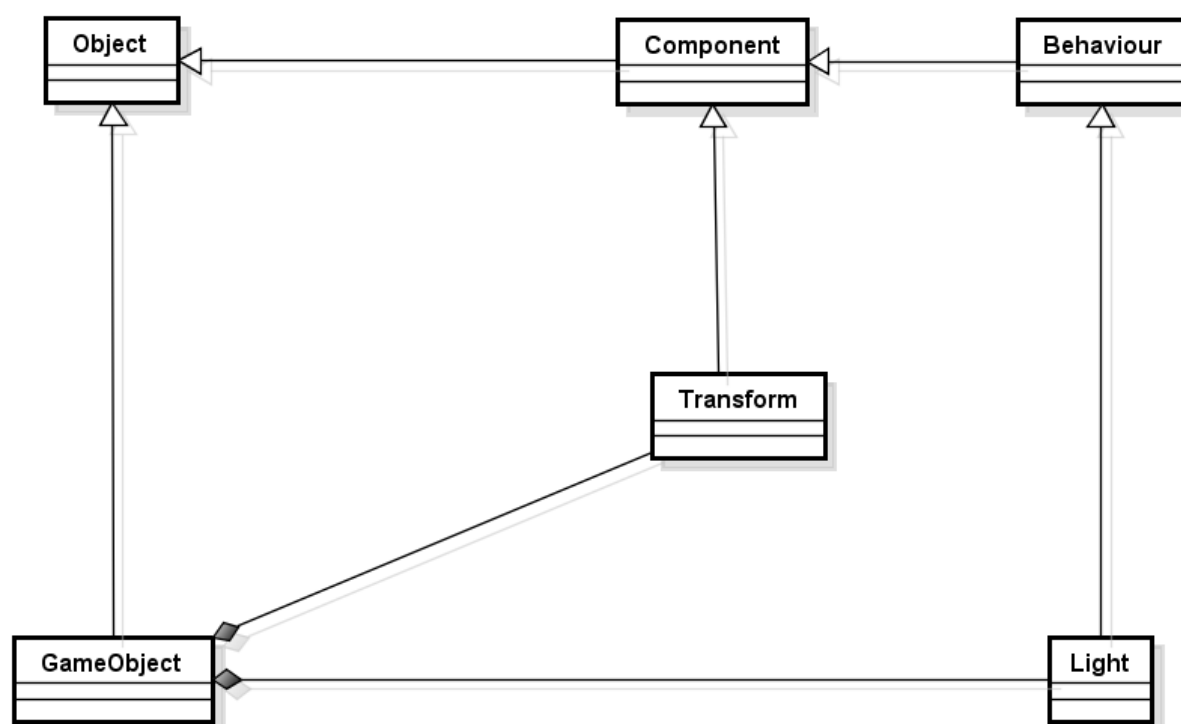 Object
Component
Behaviour
Transform
GameObject
Light